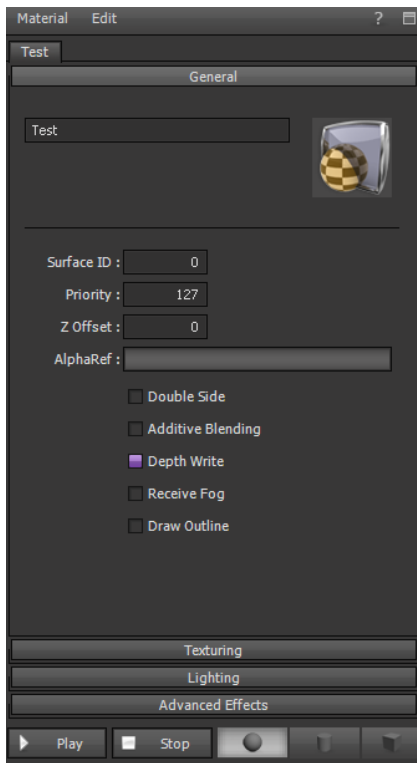 Material Edit ?
Test
General
Test
Surface ID : 0
Priority : 127
Z Offset : 0
AlphaRef :
Double Side
Additive Blending
Depth Write
Receive Fog
Draw Outline
Texturing
Lighting
Advanced Effects
Play Stop